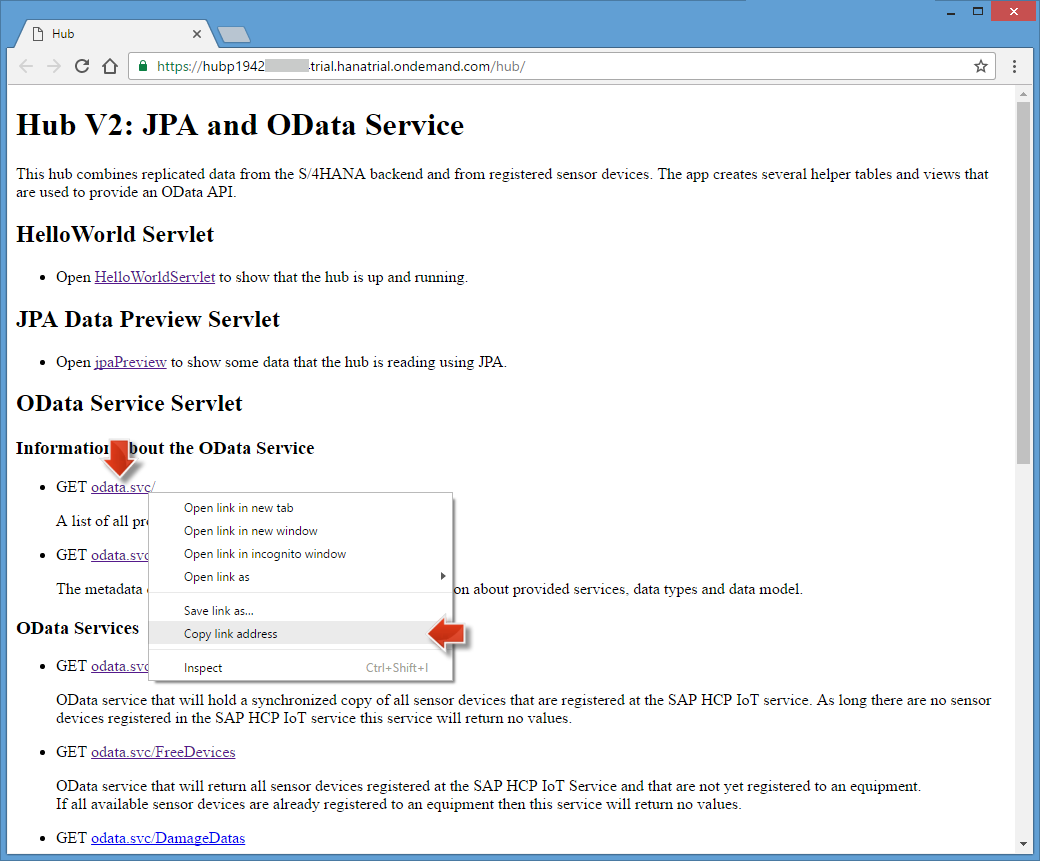 Hub
https://hubp1942 -trial.hanatrial.ondemand.com/hub/
Hub V2: JPA and OData Service
This hub combines replicated data from the S/4HANA backend and from registered sensor devices. The app creates several helper tables and views that
are used to provide an OData API.
HelloWorld Servlet
Open HelloWorldServlet to show that the hub is up and running.
JPA Data Preview Servlet
Open jpaPreview to show some data that the hub is reading using JPA.
OData Service Servlet
Information about the OData Service
GET odata.svc/
A list of all
GET odata.svc
The metadata on about provided services, data types and data model.
OData Services
GET odata.svc
OData service that will hold a synchronized copy of all sensor devices that are registered at the SAP HCP IoT service. As long there are no sensor
devices registered in the SAP HCP IoT service this service will return no values.
GET odata.svc/FreeDevices
OData service that will return all sensor devices registered at the SAP HCP IoT Service and that are not yet registered to an equipment.
If all available sensor devices are already registered to an equipment then this service will return no values.
GET odata.svc/DamageDatas
Open link in new tab
Open link in new window
Open link in incognito window
Open link as
Save link as...
Copy link address
Inspect Ctrl+Shift+I